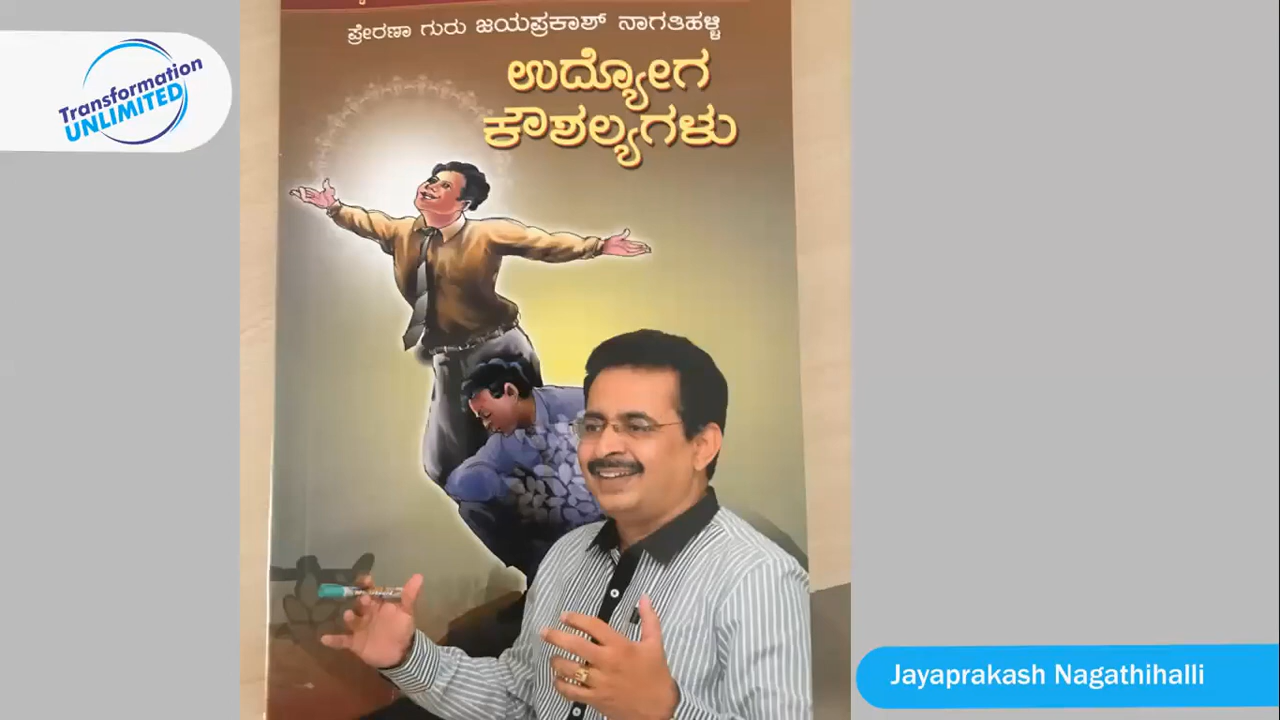 ಪ್ರೇರಣಾ ಗುರು ಜಯಪ್ರಕಾಶ್ ನಾಗತಿಹಳ್ಳಿ
ಉದ್ಯೋಗ
ಕೌಶಲ್ಯಗಳು
Transformation
UNLIMITED
Jayaprakash Nagathihalli